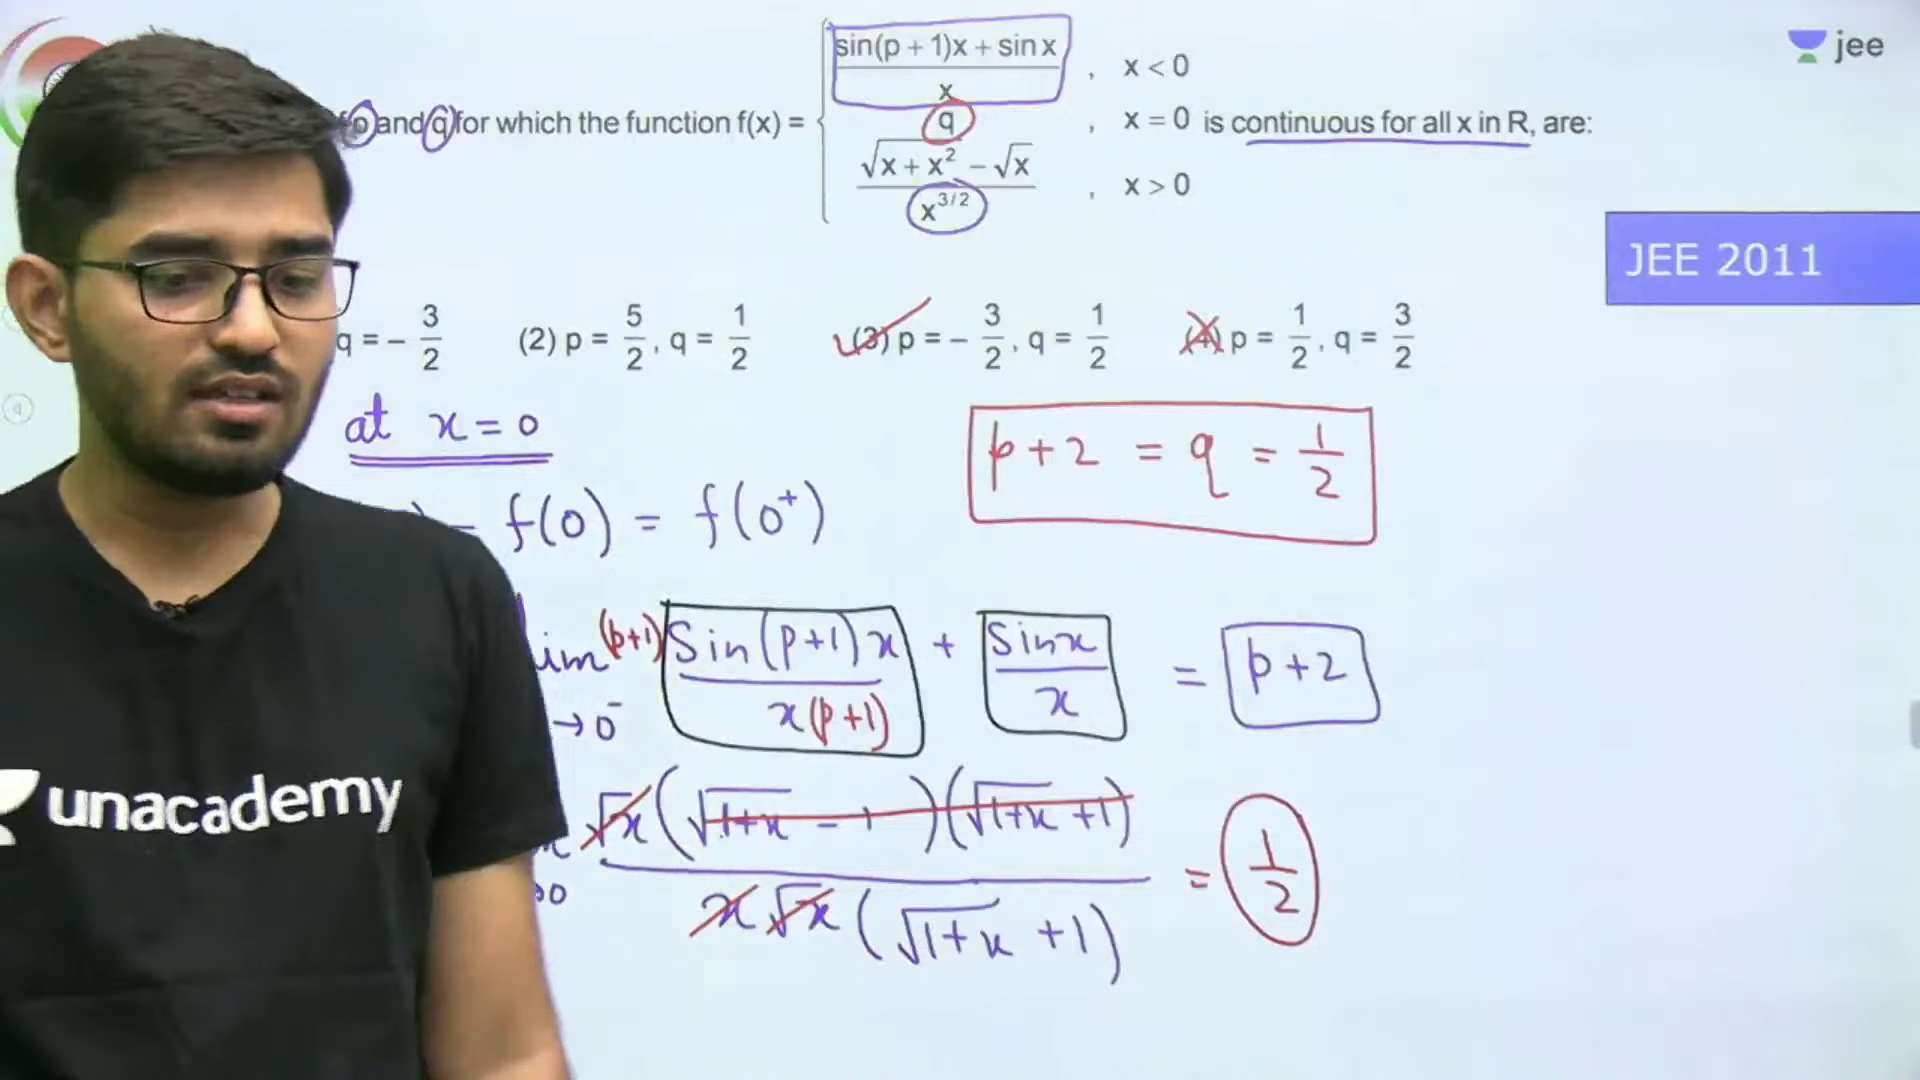 sin(p + 1)x + sin x
x
, x < 0
p and q for which the function f(x) =
q
, x = 0 is continuous for all x in R, are:
√x + x² − √x
x^3/2
, x > 0
jee
JEE 2011
q = − 3/2 (2) p = 5/2, q = 1/2 (3) p = − 3/2, q = 1/2 (4) p = 1/2, q = 3/2
at x = 0
p + 2 = q = 1/2
f(0) = f(0⁺)
lim (p+1) Sin(p+1)x / x(p+1) + Sin x / x = p + 2
→ 0⁻
√x (√1+x − 1)(√1+x + 1)
x√x (√1+x + 1)
= 1/2
unacademy